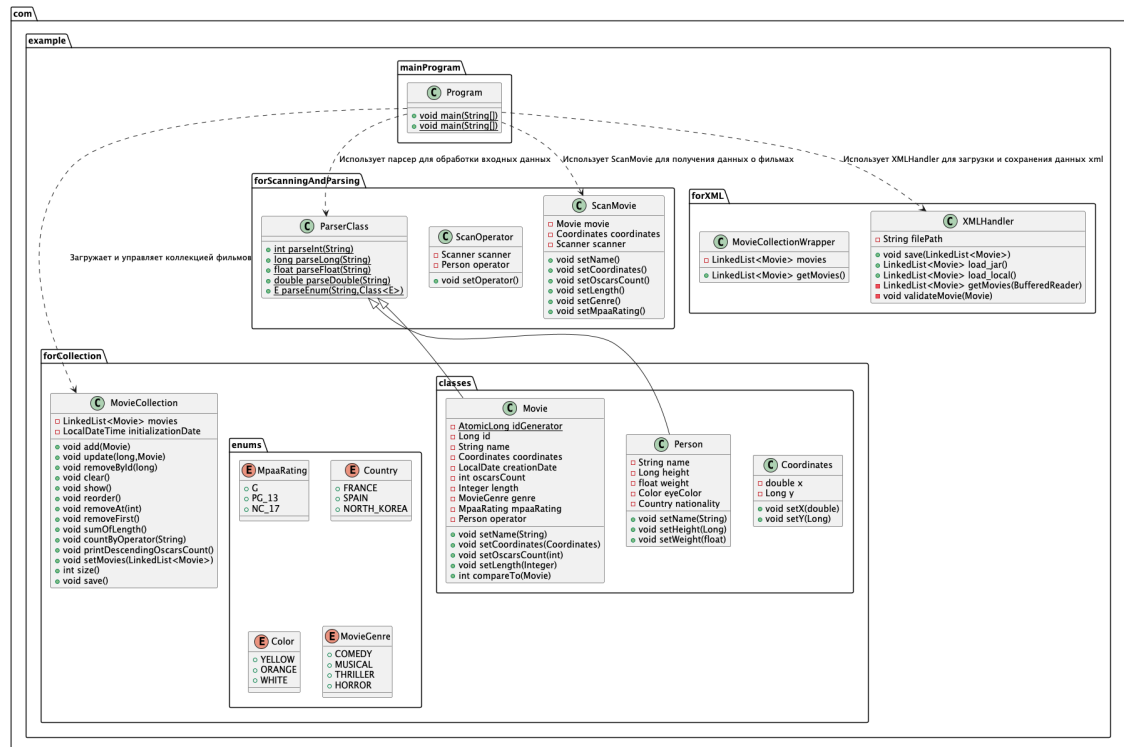 com
example
mainProgram
C Program
void main(String[])
void main(String[])
Использует парсер для обработки входных данных
Использует ScanMovie для получения данных о фильмах
Использует XMLHandler для загрузки и сохранения данных xml
Загружает и управляет коллекцией фильмов
forScanningAndParsing
C ParserClass
int parseInt(String)
long parseLong(String)
float parseFloat(String)
double parseDouble(String)
E parseEnum(String,Class<E>)
C ScanOperator
Scanner scanner
Person operator
void setOperator()
C ScanMovie
Movie movie
Coordinates coordinates
Scanner scanner
void setName()
void setCoordinates()
void setOscarsCount()
void setLength()
void setGenre()
void setMpaaRating()
forXML
C MovieCollectionWrapper
LinkedList<Movie> movies
LinkedList<Movie> getMovies()
C XMLHandler
String filePath
void save(LinkedList<Movie>)
LinkedList<Movie> load_jar()
LinkedList<Movie> load_local()
LinkedList<Movie> getMovies(BufferedReader)
void validateMovie(Movie)
forCollection
C MovieCollection
LinkedList<Movie> movies
LocalDateTime initializationDate
void add(Movie)
void update(long,Movie)
void removeById(long)
void clear()
void show()
void reorder()
void removeAt(int)
void removeFirst()
void sumOfLength()
void countByOperator(String)
void printDescendingOscarsCount()
void setMovies(LinkedList<Movie>)
int size()
void save()
enums
E MpaaRating
G
PG_13
NC_17
E Country
FRANCE
SPAIN
NORTH_KOREA
E Color
YELLOW
ORANGE
WHITE
E MovieGenre
COMEDY
MUSICAL
THRILLER
HORROR
classes
C Movie
AtomicLong idGenerator
Long id
String name
Coordinates coordinates
LocalDate creationDate
int oscarsCount
Integer length
MovieGenre genre
MpaaRating mpaaRating
Person operator
void setName(String)
void setCoordinates(Coordinates)
void setOscarsCount(int)
void setLength(Integer)
int compareTo(Movie)
C Person
String name
Long height
float weight
Color eyeColor
Country nationality
void setName(String)
void setHeight(Long)
void setWeight(float)
C Coordinates
double x
Long y
void setX(double)
void setY(Long)